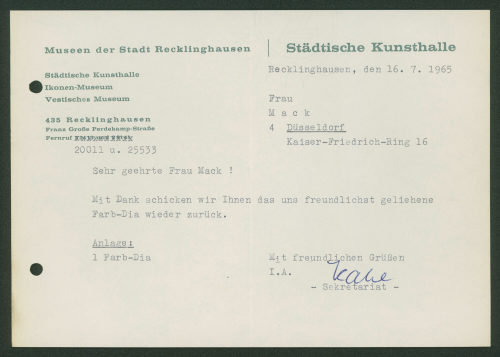 Museen der Stadt Recklinghausen | Städtische Kunsthalle
Städtische Kunsthalle
Ikonen-Museum
Vestisches Museum
435 Recklinghausen
Franz Große Perdekamp-Straße
Fernruf
20011 u. 25533
Recklinghausen, den 16. 7. 1965
Frau
M a c k
4 Düsseldorf
Kaiser-Friedrich-Ring 16
Sehr geehrte Frau Mack !
Mit Dank schicken wir Ihnen das uns freundlichst geliehene
Farb-Dia wieder zurück.
Anlage:
1 Farb-Dia
Mit freundlichen Grüßen
I.A.
- Sekretariat -